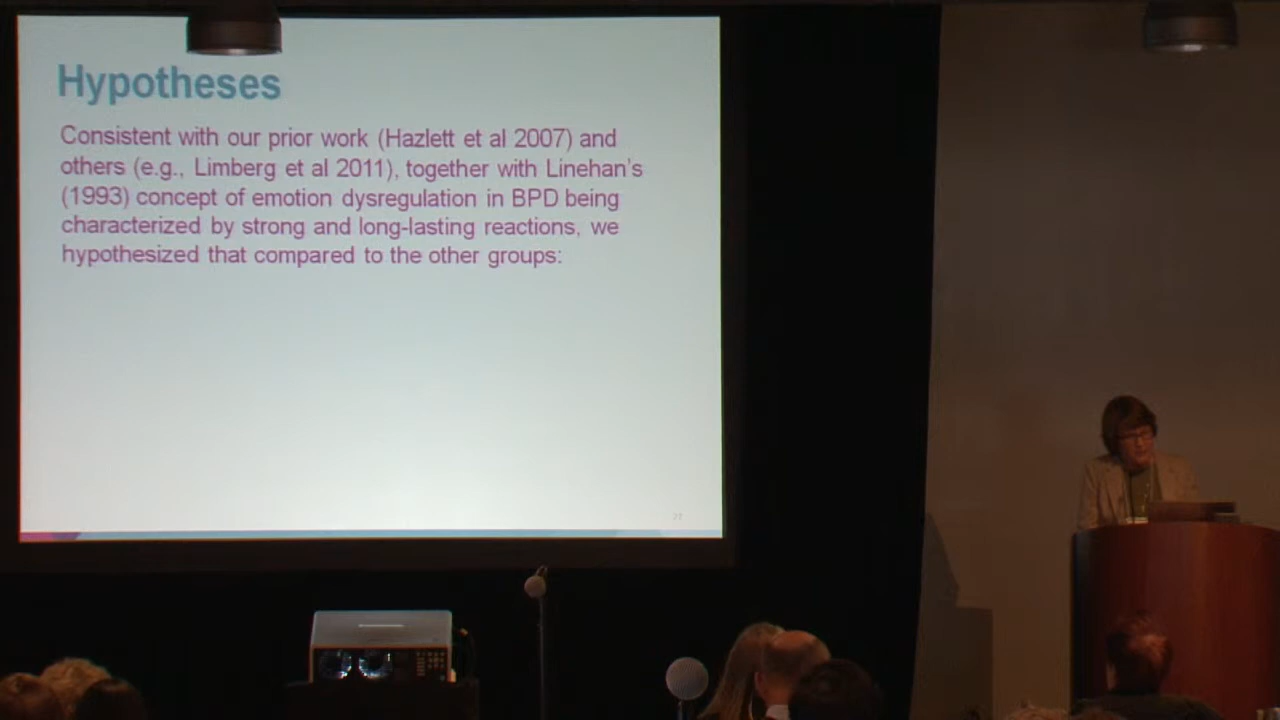 Hypotheses
Consistent with our prior work (Hazlett et al 2007) and
others (e.g., Limberg et al 2011), together with Linehan's
(1993) concept of emotion dysregulation in BPD being
characterized by strong and long-lasting reactions, we
hypothesized that compared to the other groups: